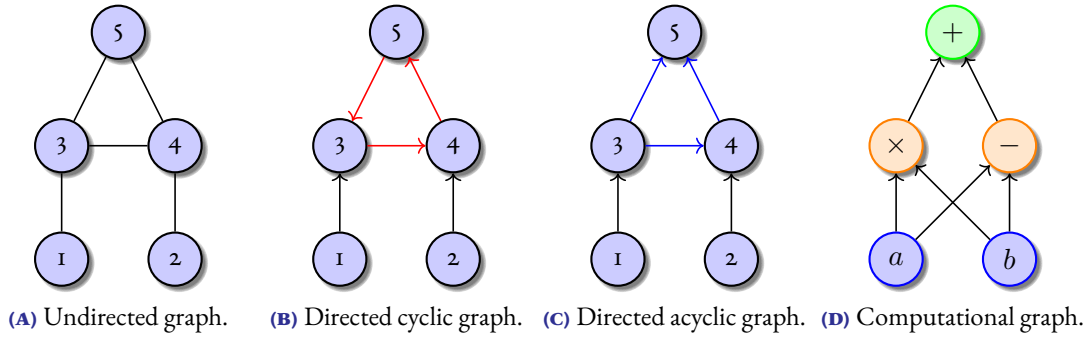 5 5 5 +
3 4 3 4 3 4 × −
1 2 1 2 1 2 a b
(A) Undirected graph. (B) Directed cyclic graph. (C) Directed acyclic graph. (D) Computational graph.